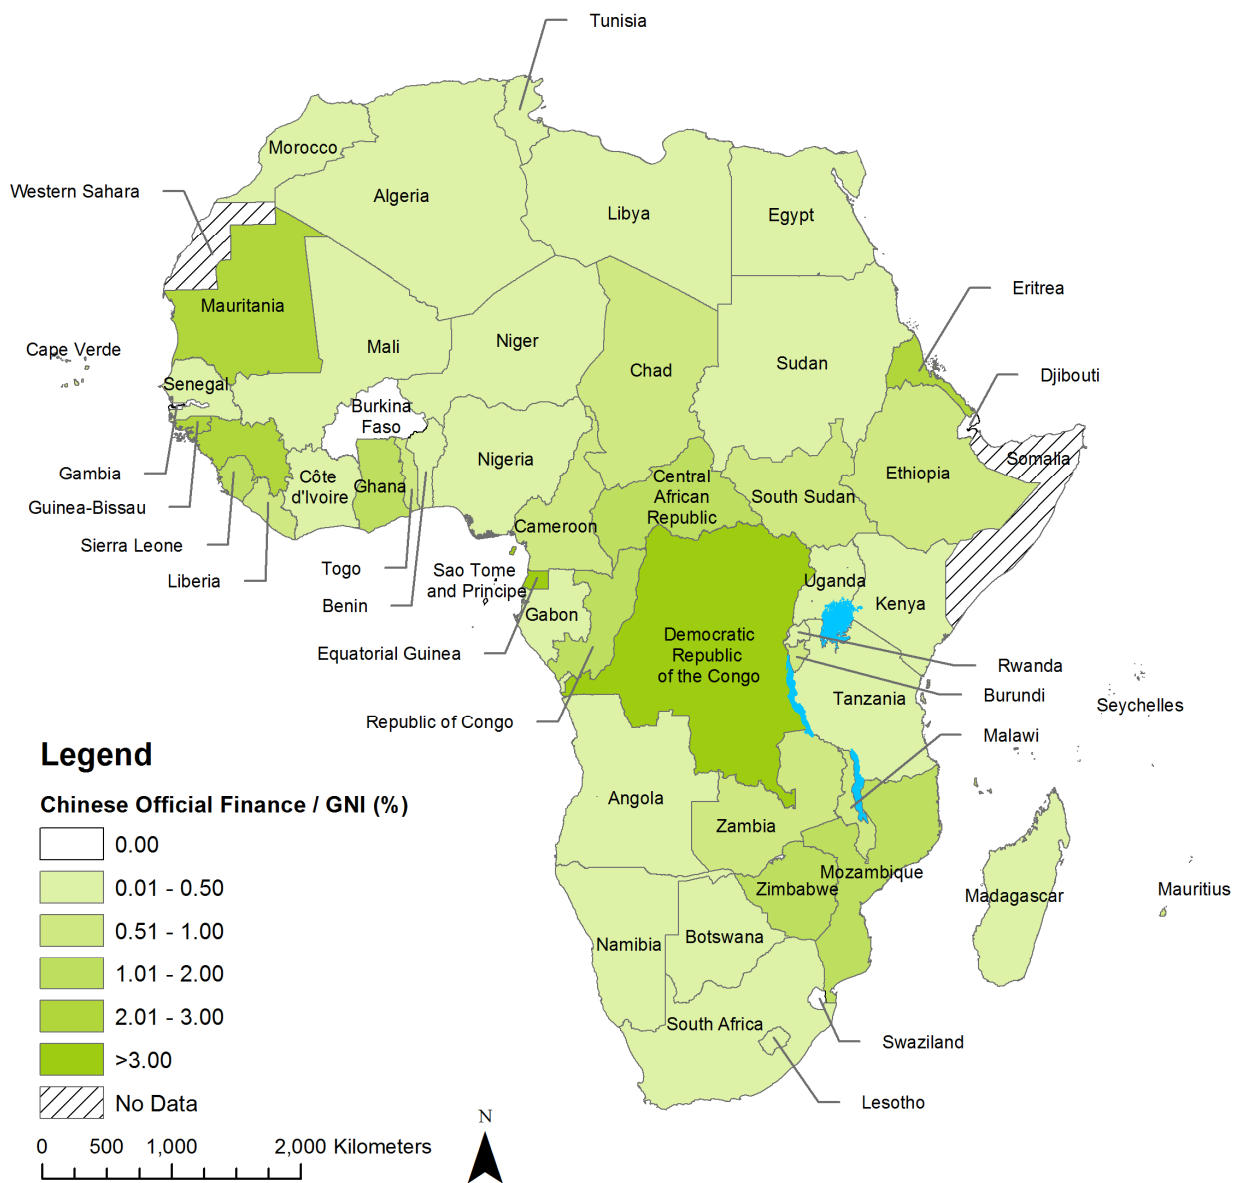 Tunisia
Morocco
Western Sahara
Algeria
Libya
Egypt
Eritrea
Mauritania
Cape Verde
Mali
Niger
Chad
Sudan
Djibouti
Senegal
Burkina
Faso
Nigeria
Somalia
Gambia
Côte
d'Ivoire
Ghana
Central
African
Republic
South Sudan
Ethiopia
Guinea-Bissau
Cameroon
Sierra Leone
Liberia
Togo
Sao Tome
and Principe
Benin
Gabon
Uganda
Kenya
Equatorial Guinea
Democratic
Republic
of the Congo
Rwanda
Burundi
Tanzania
Seychelles
Republic of Congo
Malawi
Angola
Zambia
Mozambique
Zimbabwe
Madagascar
Mauritius
Namibia
Botswana
South Africa
Swaziland
Lesotho
Legend
Chinese Official Finance / GNI (%)
0.00
0.01 - 0.50
0.51 - 1.00
1.01 - 2.00
2.01 - 3.00
>3.00
No Data
0 500 1,000 2,000 Kilometers
N